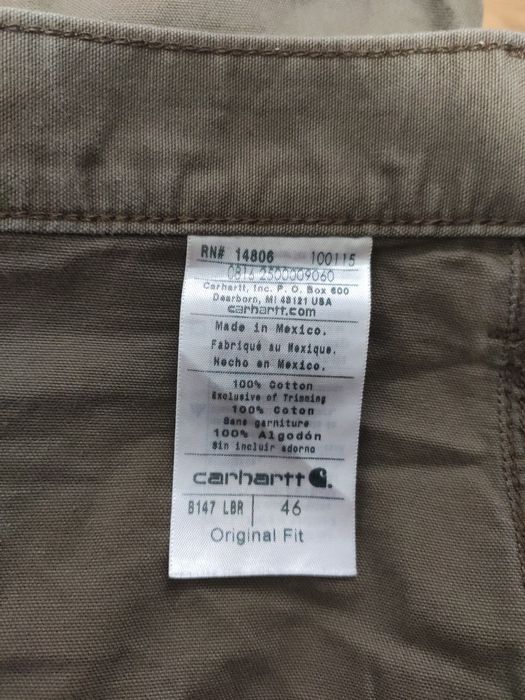 RN# 14806 100115
0816 2500009060
Carhartt, Inc. P. O. Box 600
Dearborn, MI 48121 USA
carhartt.com
Made in Mexico.
Fabriqué au Mexique.
Hecho en Mexico.
100% Cotton
Exclusive of Trimming
100% Coton
Sans garniture
100% Algodón
Sin incluir adorno
carhartt
B147 LBR 46
Original Fit